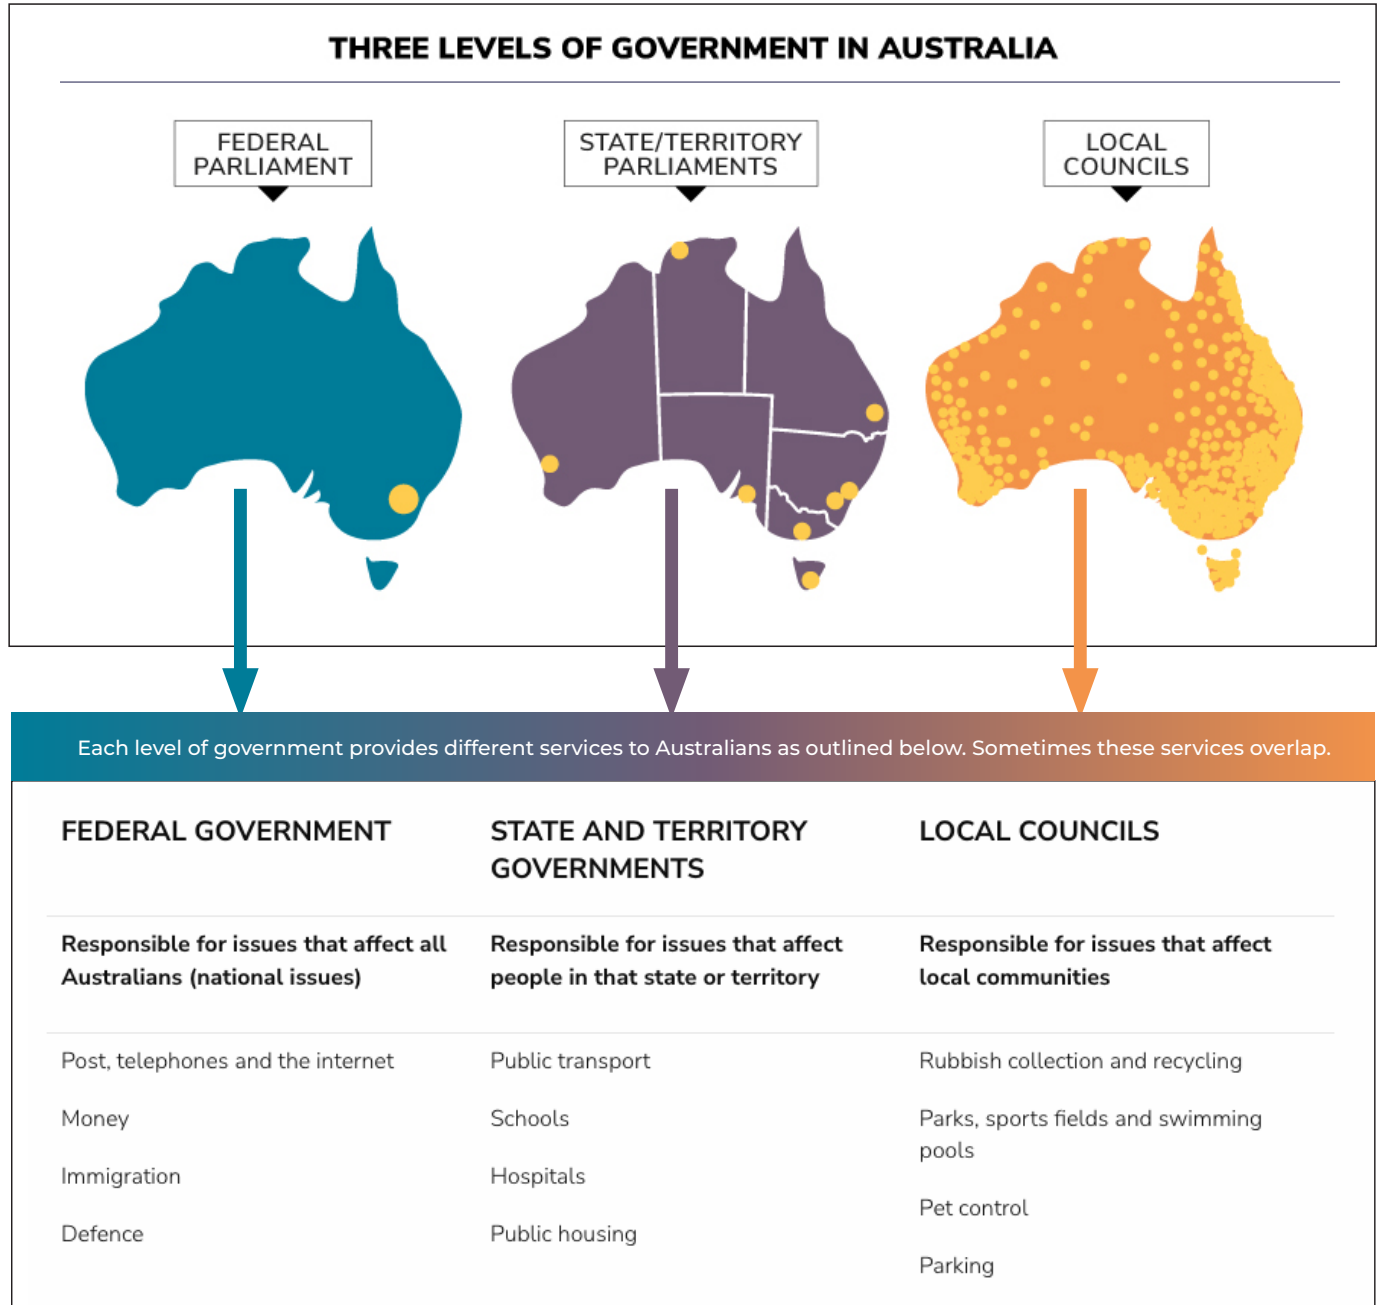 THREE LEVELS OF GOVERNMENT IN AUSTRALIA
FEDERAL
PARLIAMENT
STATE/TERRITORY
PARLIAMENTS
LOCAL
COUNCILS
Each level of government provides different services to Australians as outlined below. Sometimes these services overlap.
FEDERAL GOVERNMENT
Responsible for issues that affect all
Australians (national issues)
Post, telephones and the internet
Money
Immigration
Defence
STATE AND TERRITORY
GOVERNMENTS
Responsible for issues that affect
people in that state or territory
Public transport
Schools
Hospitals
Public housing
LOCAL COUNCILS
Responsible for issues that affect
local communities
Rubbish collection and recycling
Parks, sports fields and swimming
pools
Pet control
Parking